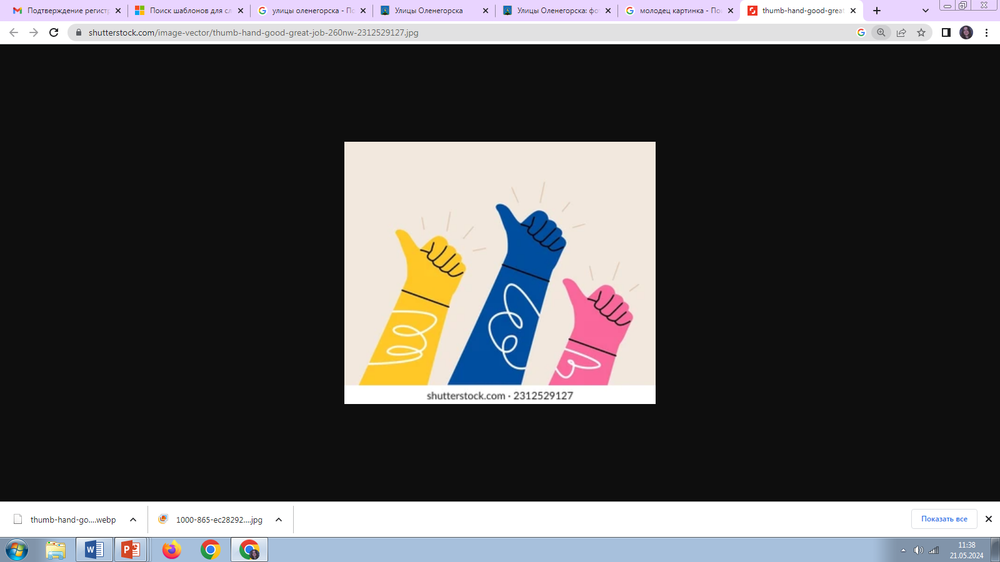 Подтверждение регистр
Поиск шаблонов для сл
улицы оленегорска - По
Улицы Оленегорска
Улицы Оленегорска: фо
молодец картинка - Пои
thumb-hand-good-great
shutterstock.com/image-vector/thumb-hand-good-great-job-260nw-2312529127.jpg
shutterstock.com · 2312529127
thumb-hand-go....webp
1000-865-ec28292....jpg
Показать все
11:38
21.05.2024